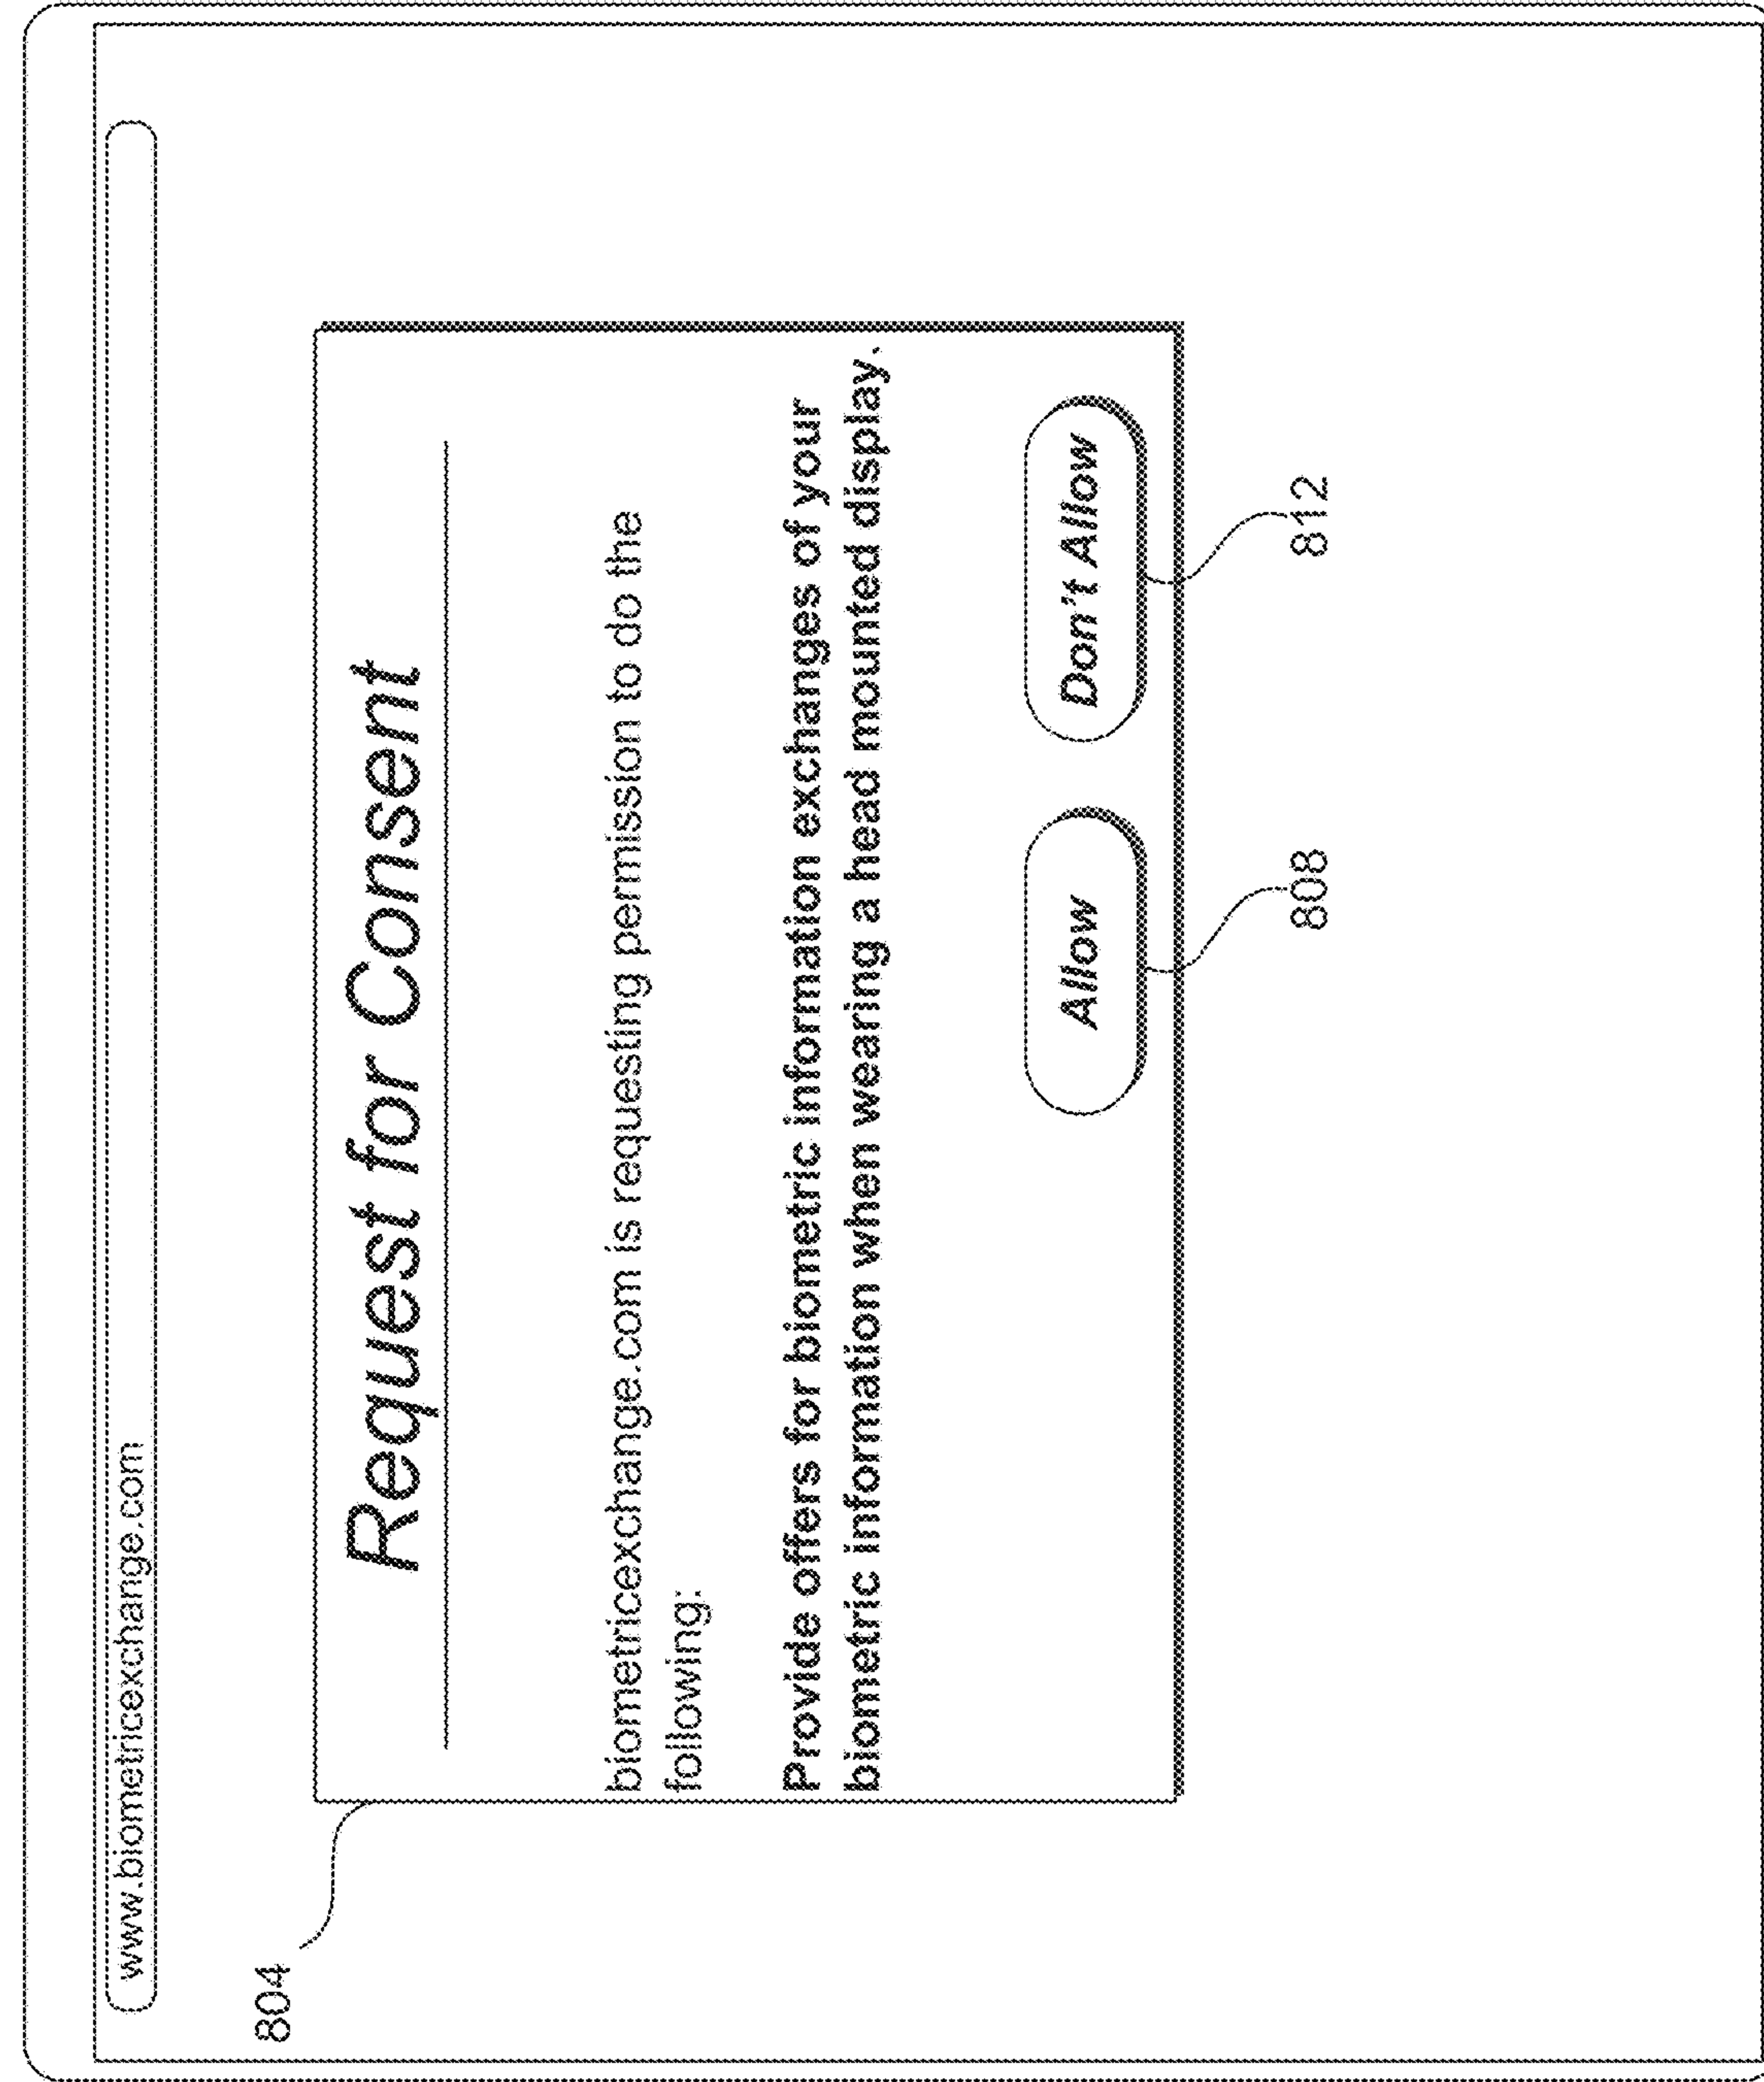 www.biometricexchange.com
804
Request for Consent
biometricexchange.com is requesting permission to do the
following:
Provide offers for biometric information exchanges of your
biometric information when wearing a head mounted display.
Allow
Don't Allow
808
812